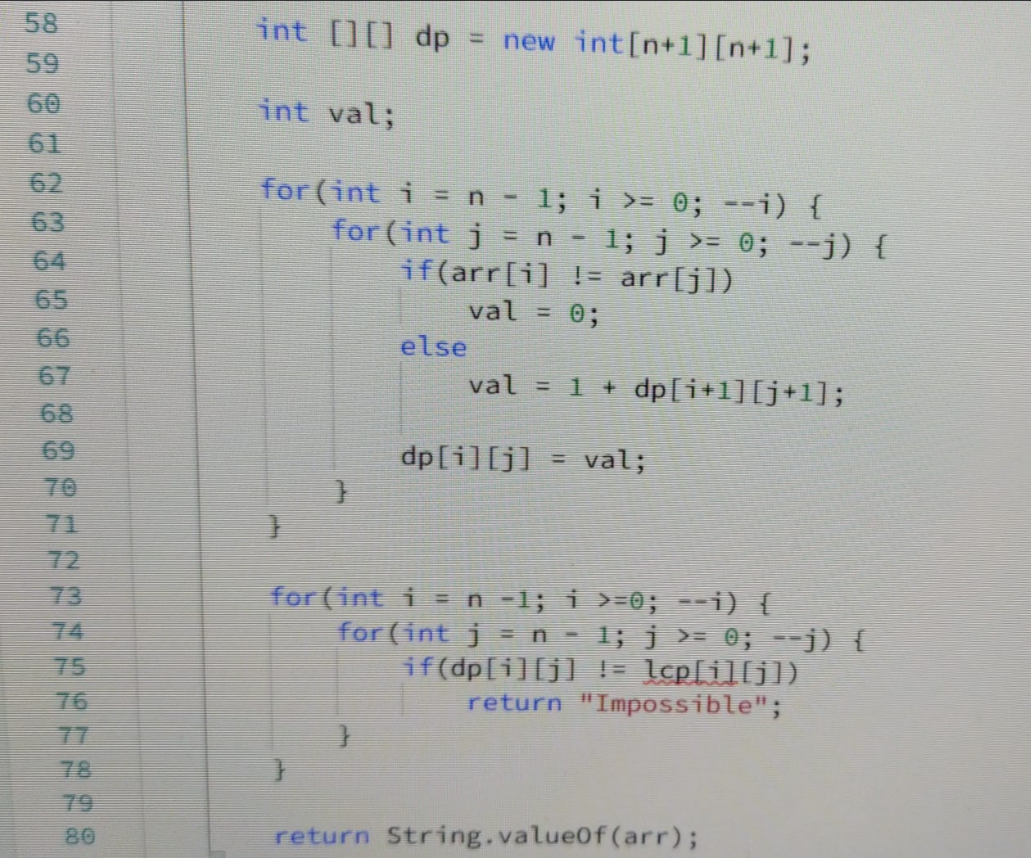 58 int [][] dp = new int[n+1][n+1];
59
60 int val;
61
62 for(int i = n - 1; i >= 0; --i) {
63 for(int j = n - 1; j >= 0; --j) {
64 if(arr[i] != arr[j])
65 val = 0;
66 else
67 val = 1 + dp[i+1][j+1];
68
69 dp[i][j] = val;
70 }
71 }
72
73 for(int i = n -1; i >=0; --i) {
74 for(int j = n - 1; j >= 0; --j) {
75 if(dp[i][j] != lcp[i][j])
76 return "Impossible";
77 }
78 }
79
80 return String.valueOf(arr);